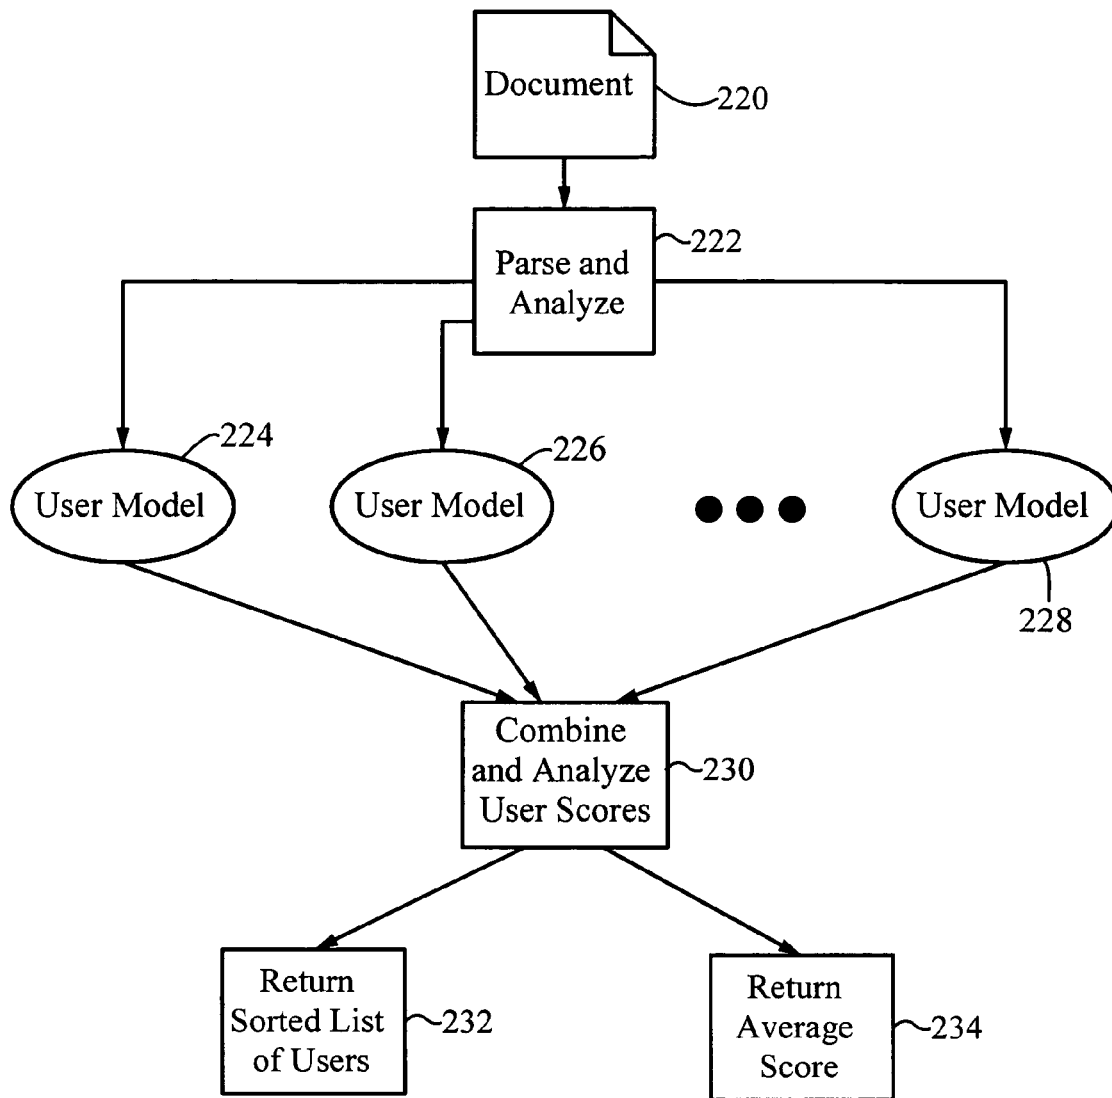 Document
220
Parse and
Analyze
222
224
226
User Model
User Model
User Model
228
Combine
and Analyze
User Scores
230
Return
Sorted List
of Users
232
Return
Average
Score
234